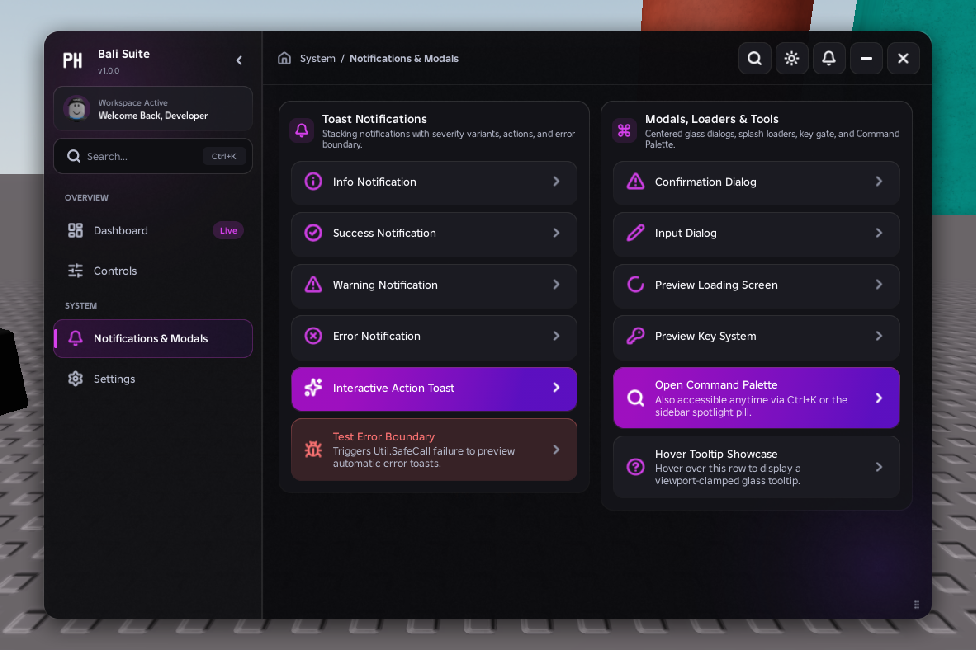 PH
Bali Suite
v1.0.0
Workspace Active
Welcome Back, Developer
Search...
Ctrl+K
OVERVIEW
Dashboard
Live
Controls
SYSTEM
Notifications & Modals
Settings
System / Notifications & Modals
Toast Notifications
Stacking notifications with severity variants, actions, and error
boundary.
Info Notification
Success Notification
Warning Notification
Error Notification
Interactive Action Toast
Test Error Boundary
Triggers Util.SafeCall failure to preview
automatic error toasts.
Modals, Loaders & Tools
Centered glass dialogs, splash loaders, key gate, and Command
Palette.
Confirmation Dialog
Input Dialog
Preview Loading Screen
Preview Key System
Open Command Palette
Also accessible anytime via Ctrl+K or the
sidebar spotlight pill.
Hover Tooltip Showcase
Hover over this row to display a
viewport-clamped glass tooltip.